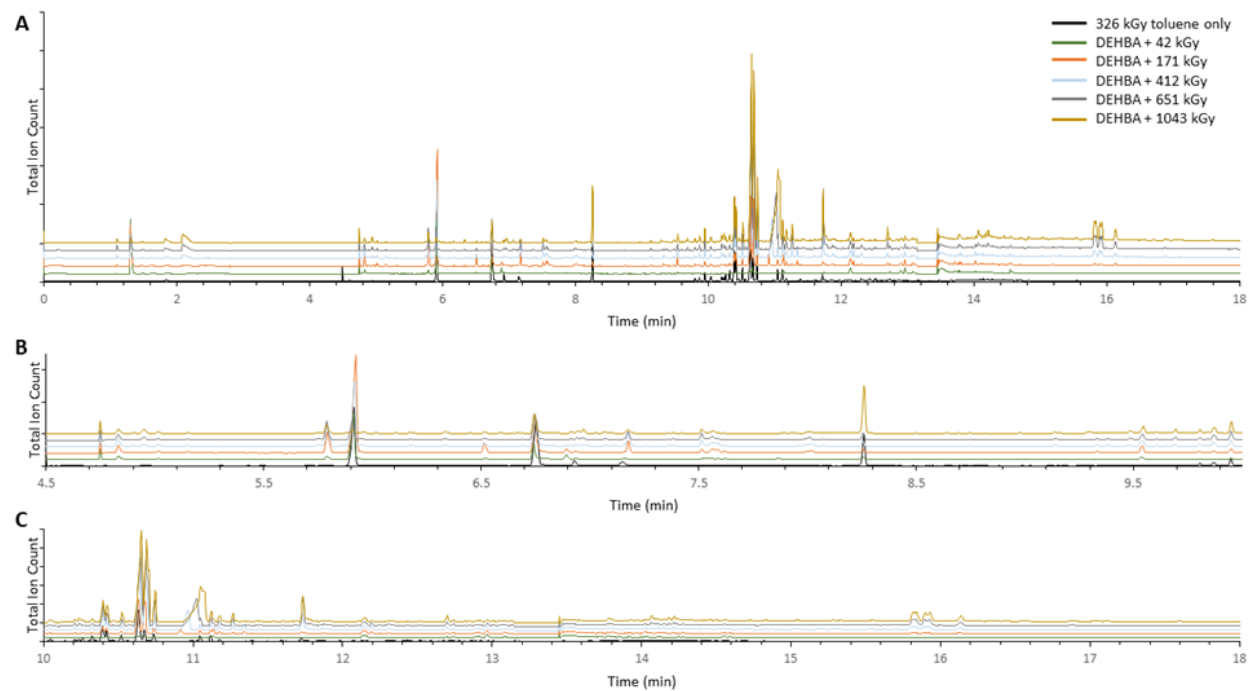 A
Total Ion Count
326 kGy toluene only
DEHBA + 42 kGy
DEHBA + 171 kGy
DEHBA + 412 kGy
DEHBA + 651 kGy
DEHBA + 1043 kGy
0 2 4 6 8 10 12 14 16 18
Time (min)
B
Total Ion Count
4.5 5.5 6.5 7.5 8.5 9.5
Time (min)
C
Total Ion Count
10 11 12 13 14 15 16 17 18
Time (min)